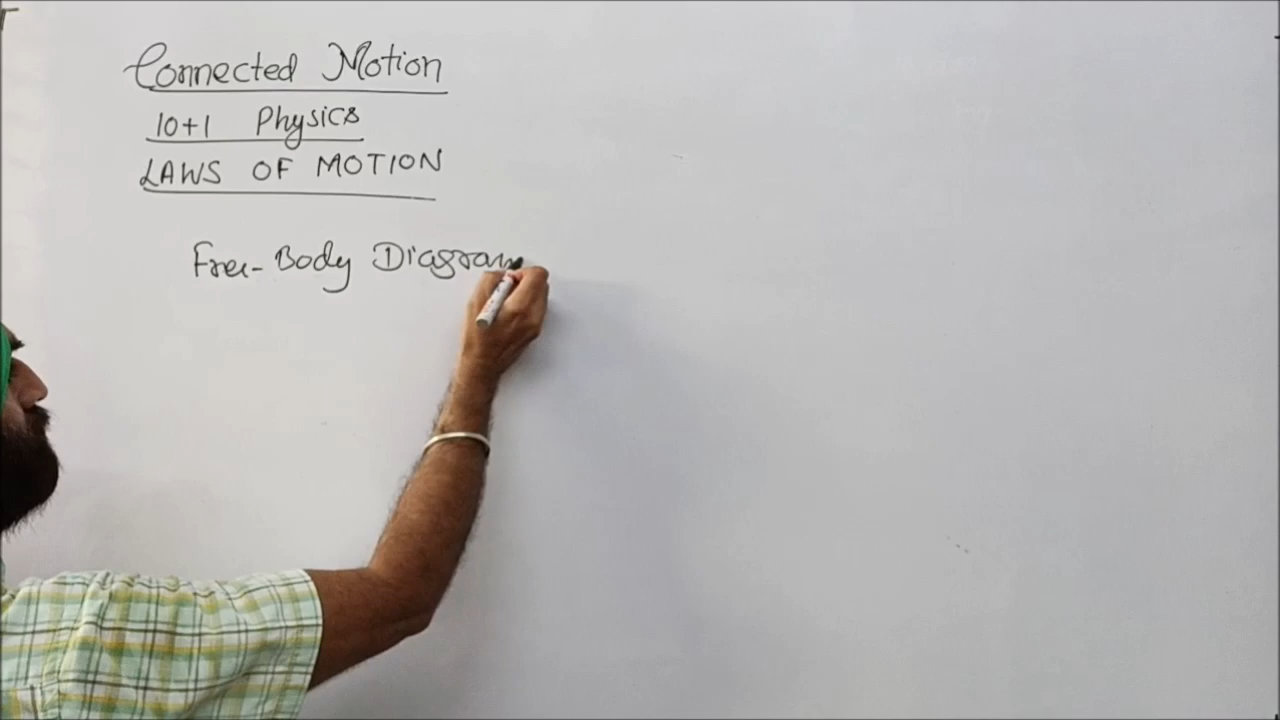 Connected Motion
10+1 Physics
LAWS OF MOTION
Free-Body Diagram